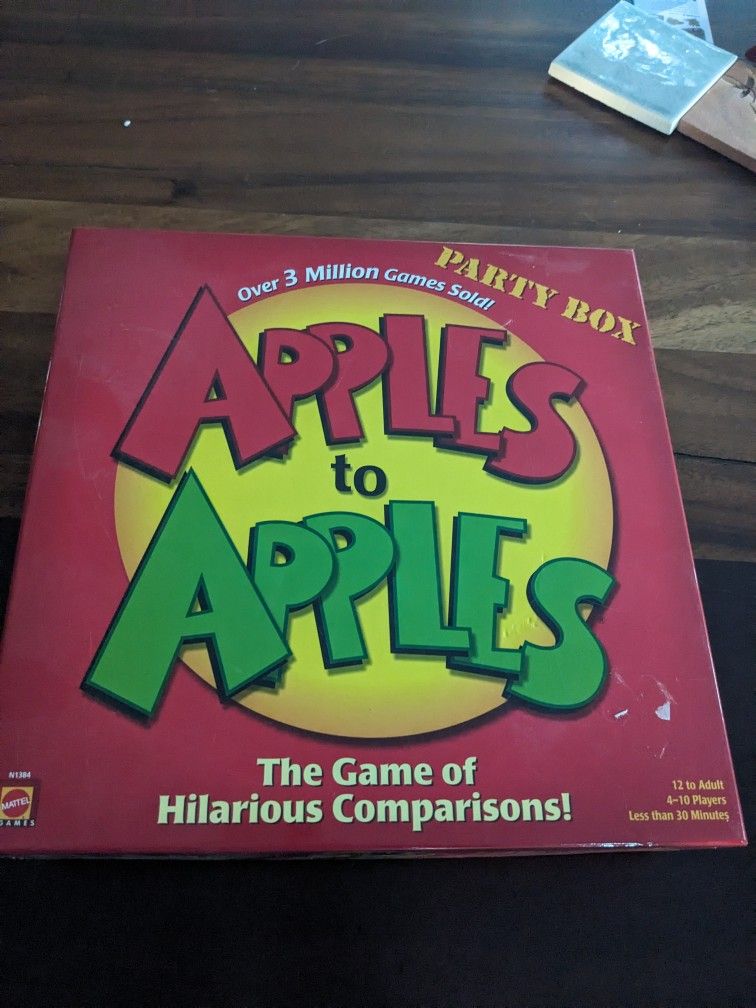 PARTY BOX
Over 3 Million Games Sold!
APPLES
to
APPLES
The Game of
Hilarious Comparisons!
N1384
MATTEL
GAMES
12 to Adult
4-10 Players
Less than 30 Minutes